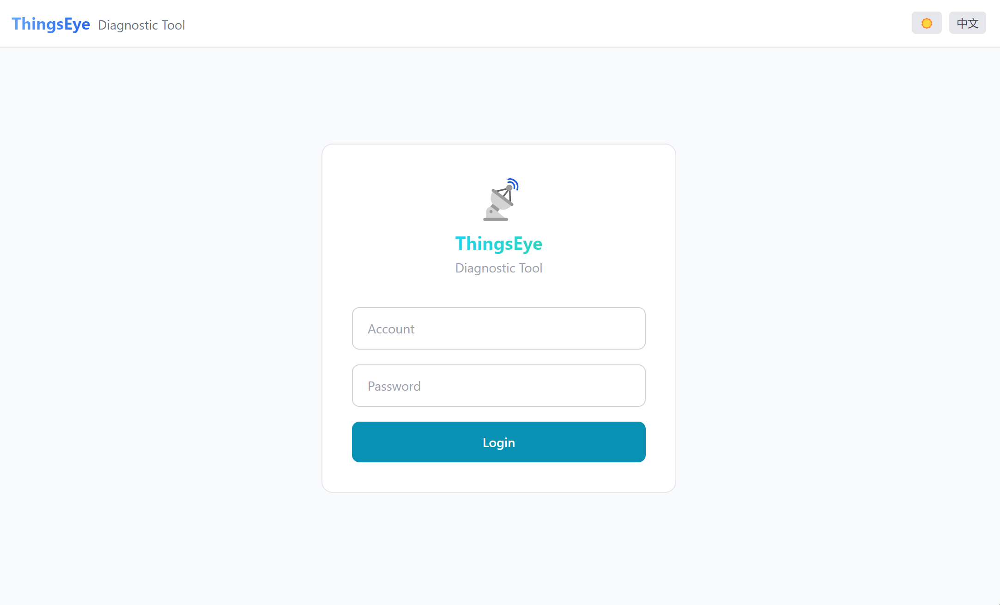 ThingsEye Diagnostic Tool
中文
ThingsEye
Diagnostic Tool
Account
Password
Login